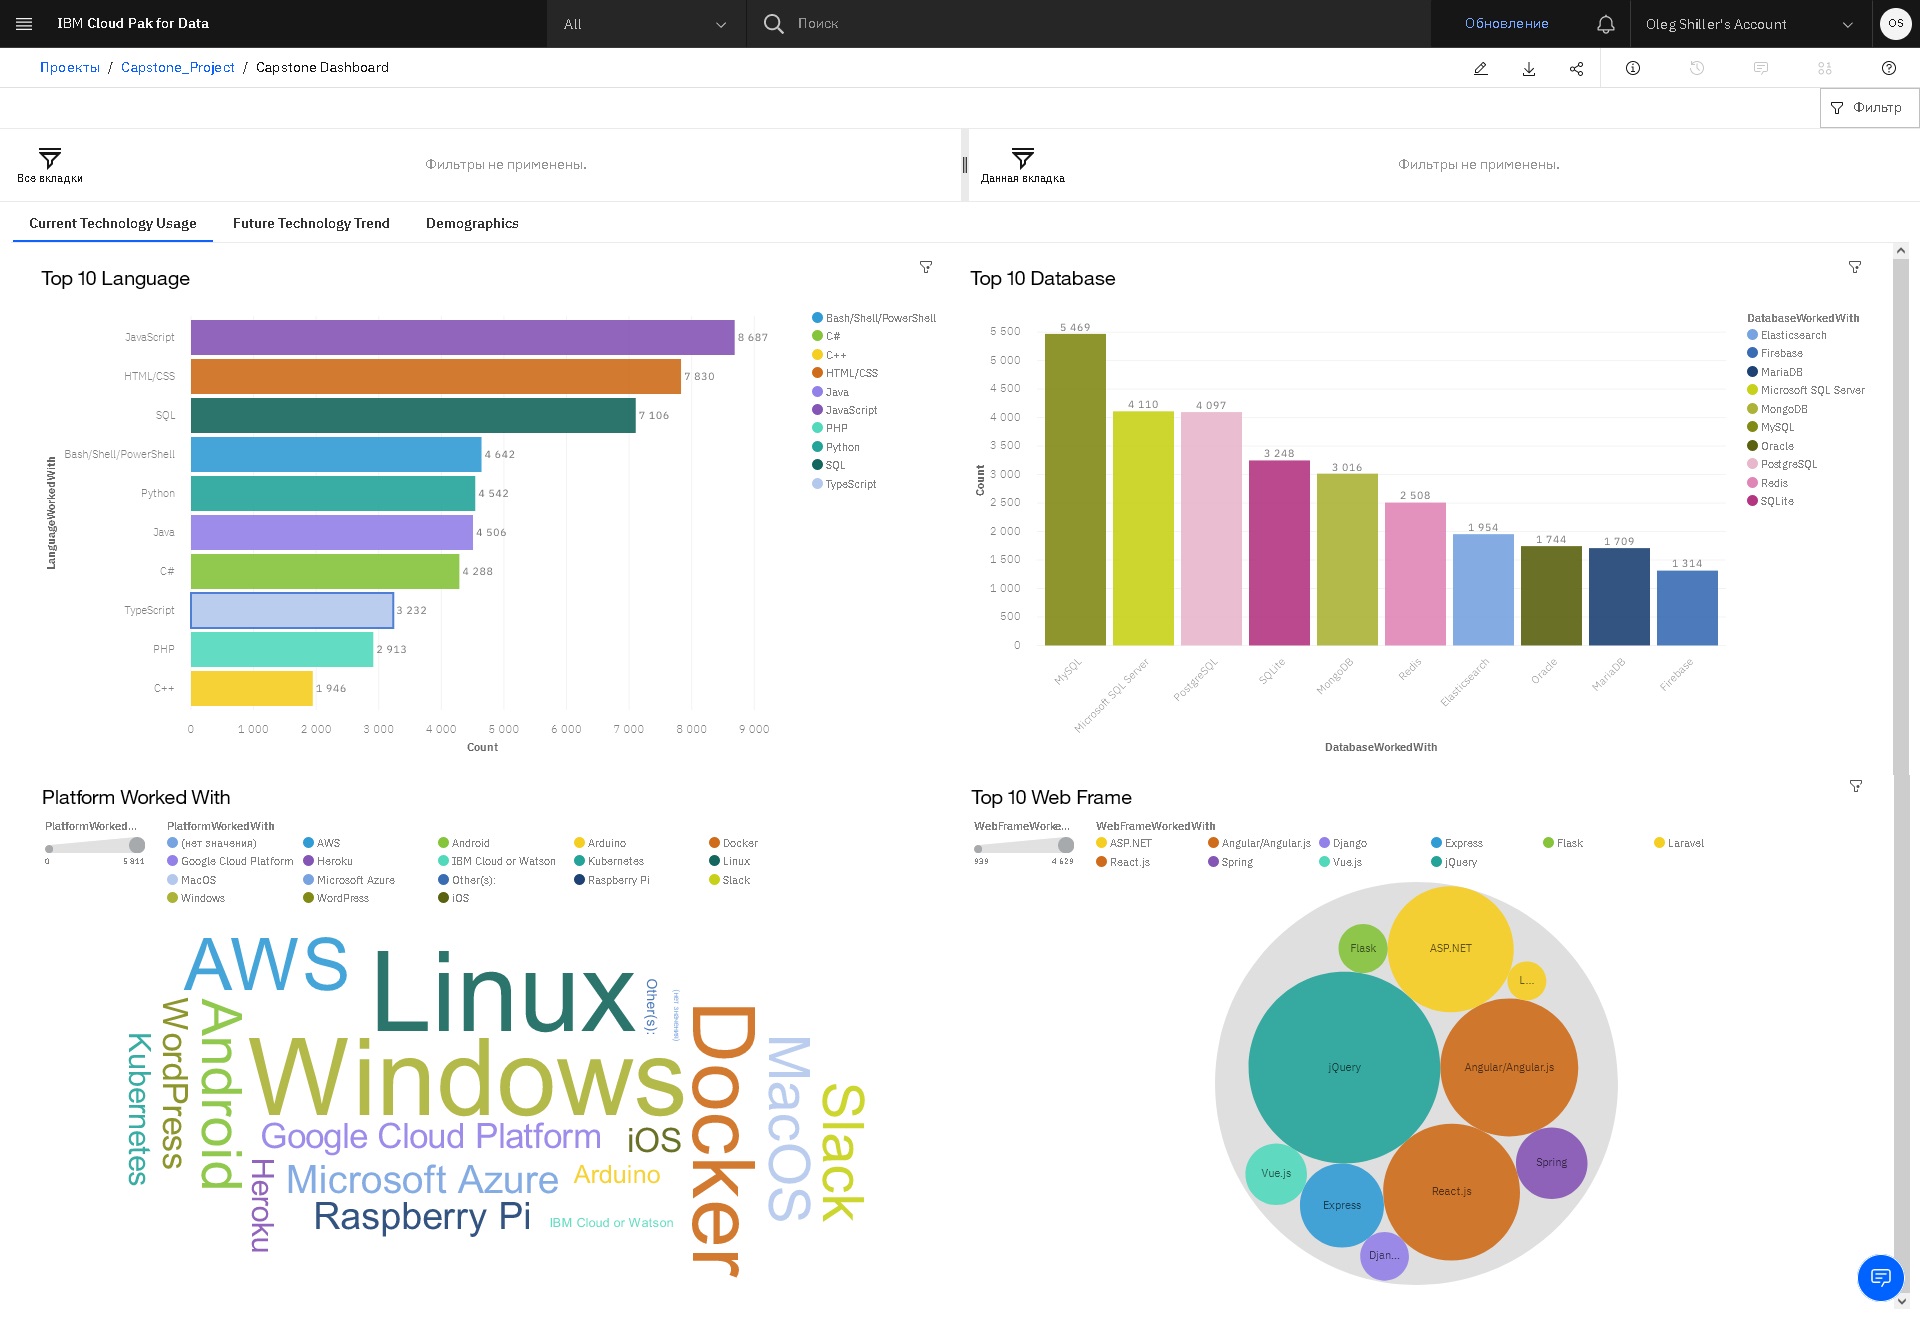 IBM Cloud Pak for Data
All
Поиск
Обновление
Oleg Shiller's Account
OS
Проекты / Capstone_Project / Capstone Dashboard
Фильтр
Все вкладки
Фильтры не применены.
Данная вкладка
Фильтры не применены.
Current Technology Usage
Future Technology Trend
Demographics
Top 10 Language
LanguageWorkedWith
JavaScript
8 687
HTML/CSS
7 830
SQL
7 106
Bash/Shell/PowerShell
4 642
Python
4 542
Java
4 506
C#
4 288
TypeScript
3 232
PHP
2 913
C++
1 946
0
1 000
2 000
3 000
4 000
5 000
6 000
7 000
8 000
9 000
Count
Bash/Shell/PowerShell
C#
C++
HTML/CSS
Java
JavaScript
PHP
Python
SQL
TypeScript
Top 10 Database
Count
5 500
5 000
4 500
4 000
3 500
3 000
2 500
2 000
1 500
1 000
500
0
5 469
4 110
4 097
3 248
3 016
2 508
1 954
1 744
1 709
1 314
MySQL
Microsoft SQL Server
PostgreSQL
SQLite
MongoDB
Redis
Elasticsearch
Oracle
MariaDB
Firebase
DatabaseWorkedWith
DatabaseWorkedWith
Elasticsearch
Firebase
MariaDB
Microsoft SQL Server
MongoDB
MySQL
Oracle
PostgreSQL
Redis
SQLite
Platform Worked With
PlatformWorked...
0
5 811
PlatformWorkedWith
(нет значения)
AWS
Android
Arduino
Docker
Google Cloud Platform
Heroku
IBM Cloud or Watson
Kubernetes
Linux
MacOS
Microsoft Azure
Other(s):
Raspberry Pi
Slack
Windows
WordPress
iOS
AWS
Linux
Other(s):
(нет значения)
Docker
MacOS
Slack
Kubernetes
WordPress
Android
Windows
Google Cloud Platform
iOS
Heroku
Microsoft Azure
Arduino
Raspberry Pi
IBM Cloud or Watson
Top 10 Web Frame
WebFrameWorke...
939
4 629
WebFrameWorkedWith
ASP.NET
Angular/Angular.js
Django
Express
Flask
Laravel
React.js
Spring
Vue.js
jQuery
Flask
ASP.NET
L...
jQuery
Angular/Angular.js
Vue.js
Express
React.js
Spring
Djan...